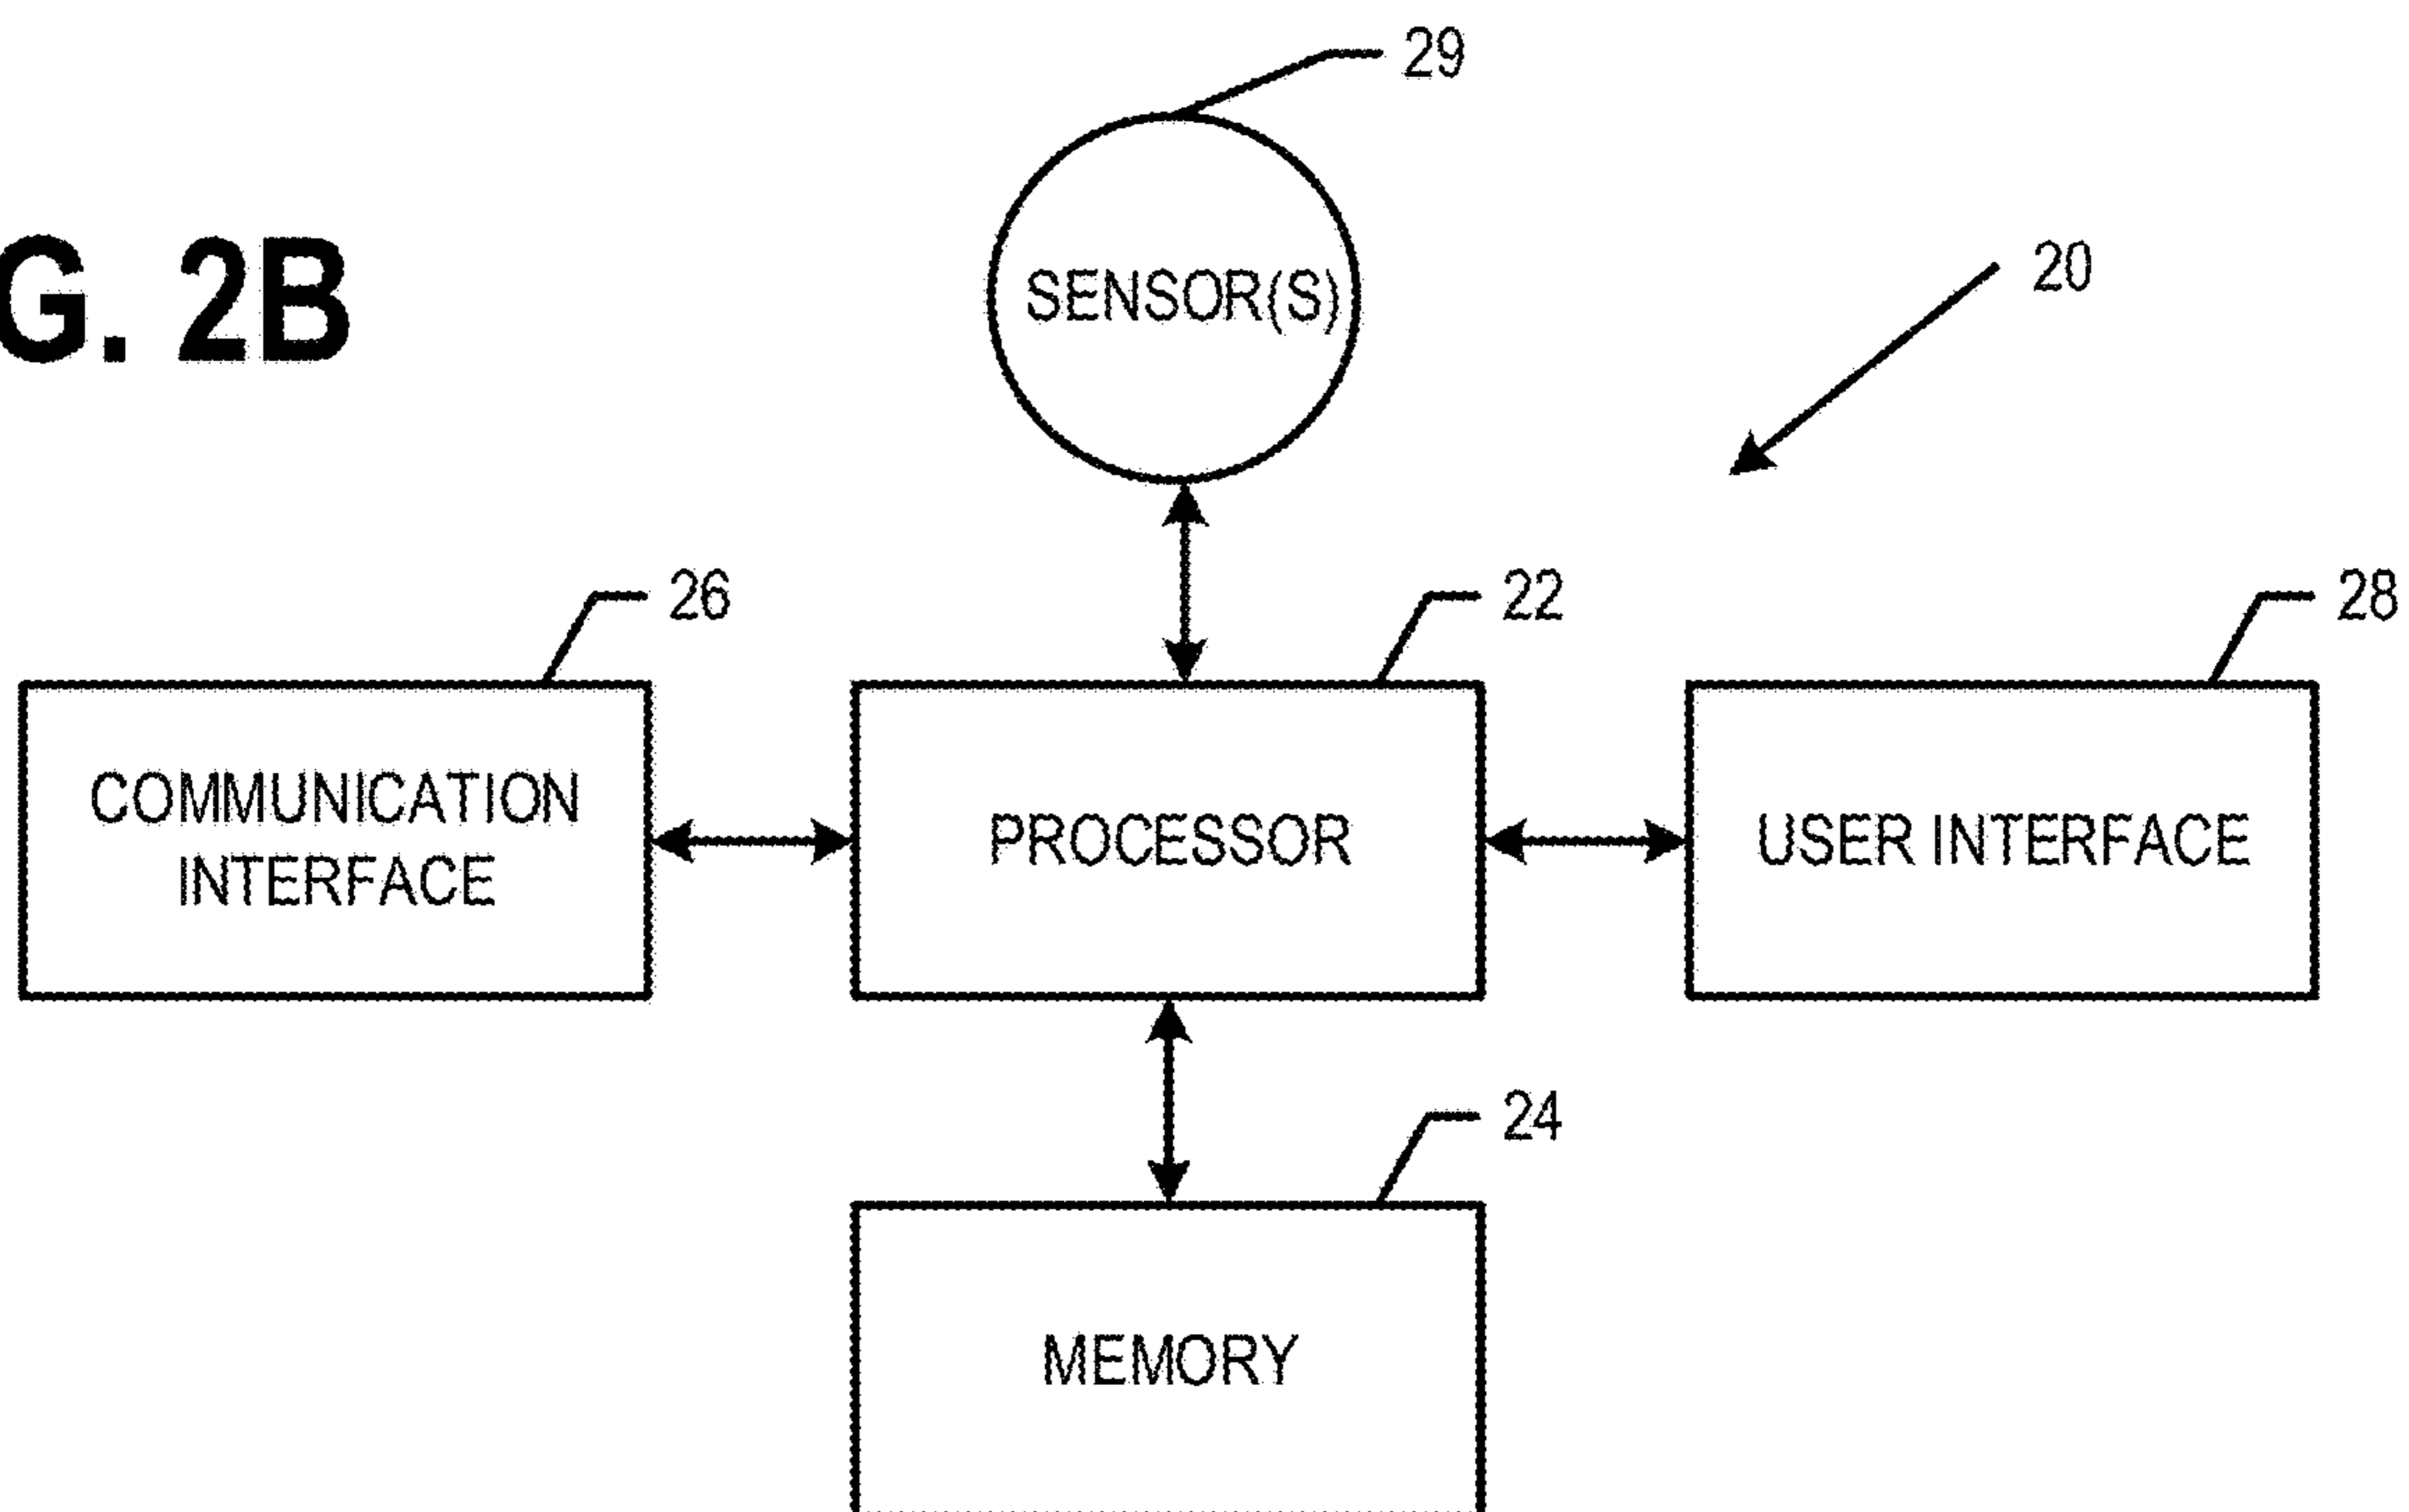 29
G. 2B
SENSOR(S)
20
26
22
28
COMMUNICATION
INTERFACE
PROCESSOR
USER INTERFACE
24
MEMORY